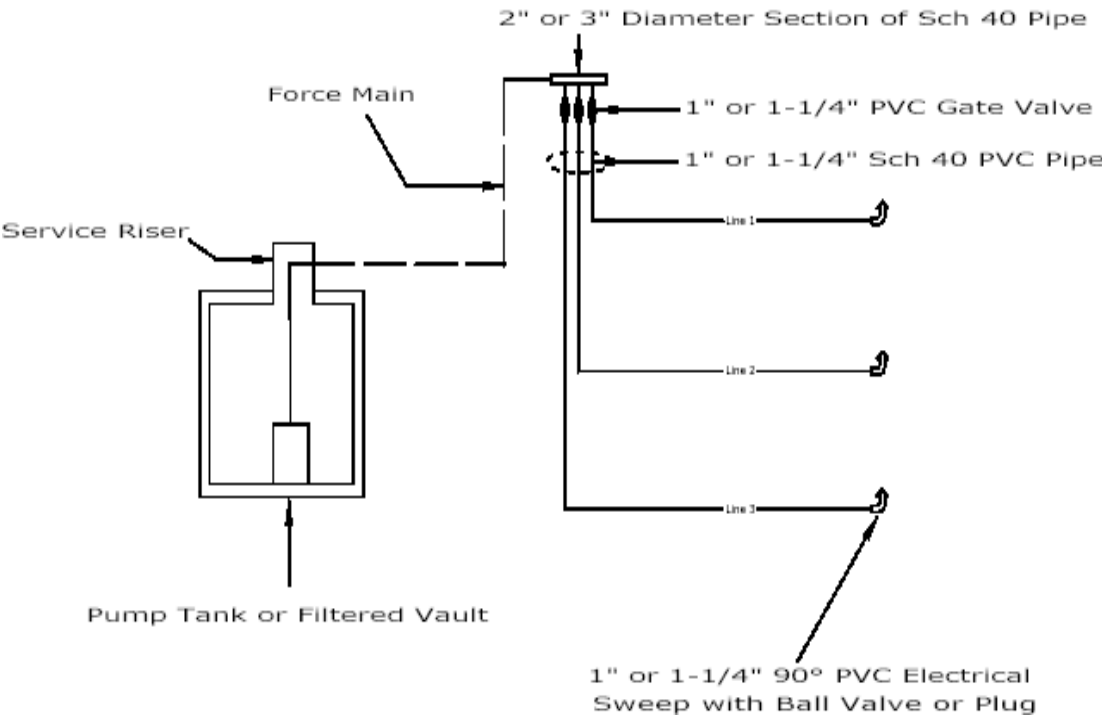 2" or 3" Diameter Section of Sch 40 Pipe
Force Main
1" or 1-1/4" PVC Gate Valve
1" or 1-1/4" Sch 40 PVC Pipe
Line 1
Service Riser
Line 2
Line 3
Pump Tank or Filtered Vault
1" or 1-1/4" 90° PVC Electrical
Sweep with Ball Valve or Plug